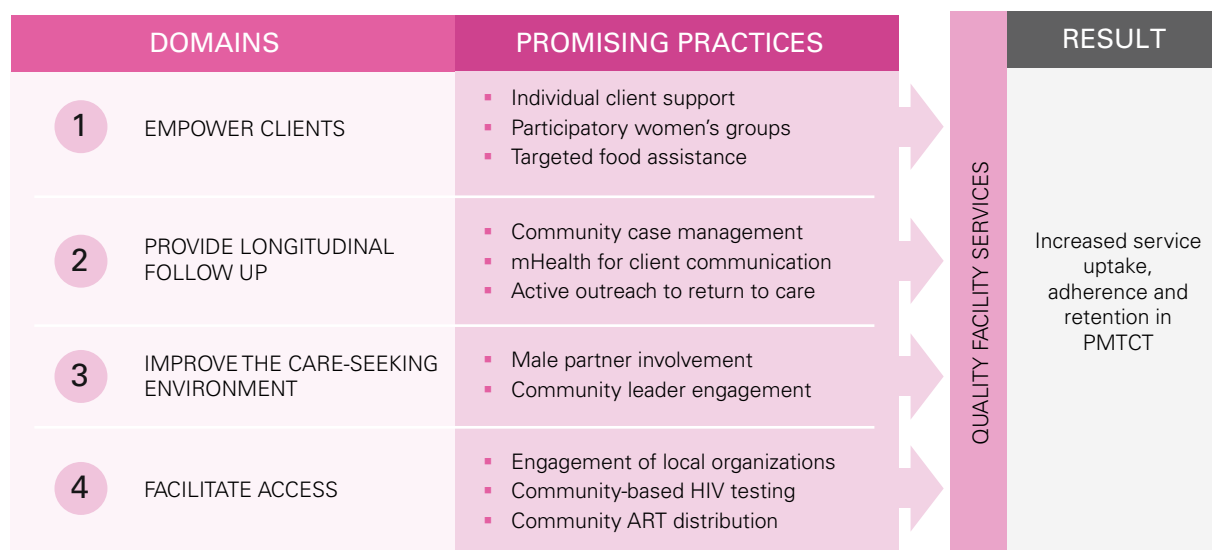 DOMAINS
PROMISING PRACTICES
RESULT
1
EMPOWER CLIENTS
▪ Individual client support
▪ Participatory women's groups
▪ Targeted food assistance
2
PROVIDE LONGITUDINAL
FOLLOW UP
▪ Community case management
▪ mHealth for client communication
▪ Active outreach to return to care
3
IMPROVE THE CARE-SEEKING
ENVIRONMENT
▪ Male partner involvement
▪ Community leader engagement
4
FACILITATE ACCESS
▪ Engagement of local organizations
▪ Community-based HIV testing
▪ Community ART distribution
QUALITY FACILITY SERVICES
Increased service
uptake,
adherence and
retention in
PMTCT